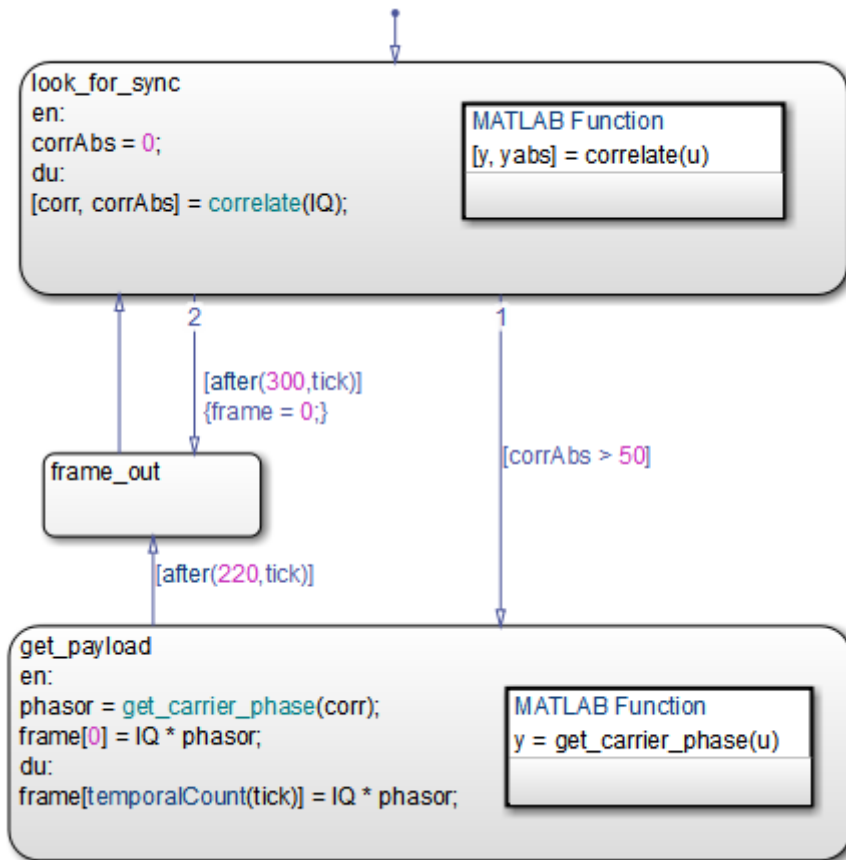 look_for_sync
en:
corrAbs = 0;
du:
[corr, corrAbs] = correlate(IQ);
MATLAB Function
[y, yabs] = correlate(u)
2
1
[after(300,tick)]
{frame = 0;}
[corrAbs > 50]
frame_out
[after(220,tick)]
get_payload
en:
phasor = get_carrier_phase(corr);
frame[0] = IQ * phasor;
du:
frame[temporalCount(tick)] = IQ * phasor;
MATLAB Function
y = get_carrier_phase(u)